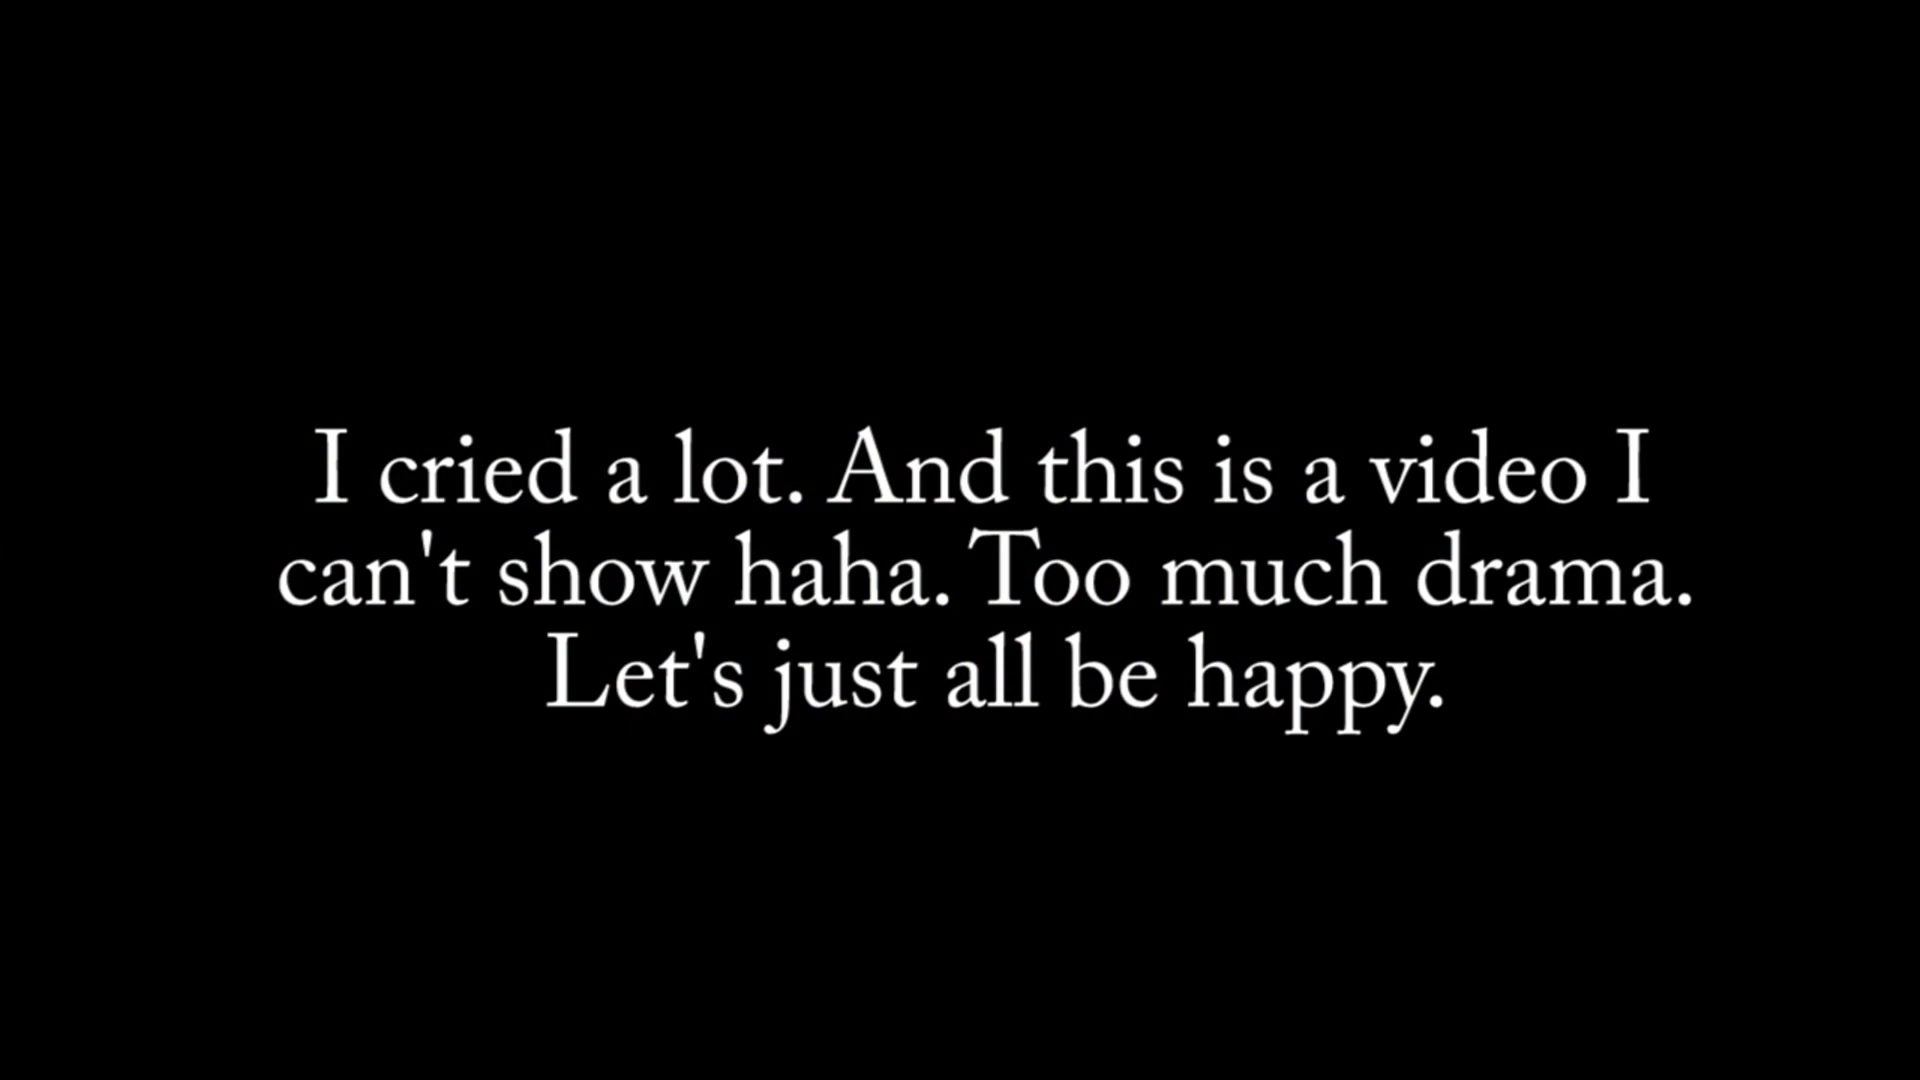 I cried a lot. And this is a video I
can't show haha. Too much drama.
Let's just all be happy.